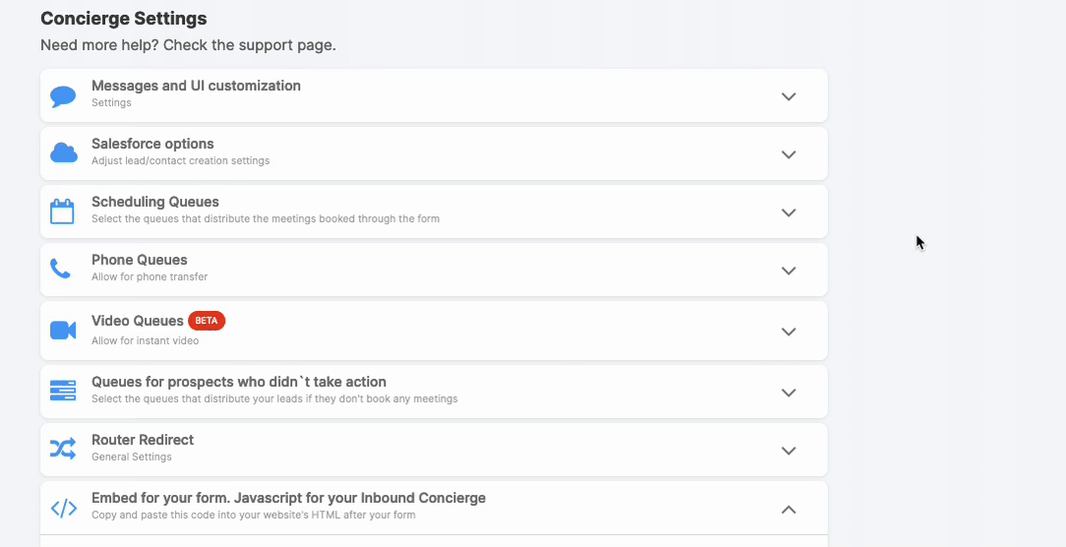 Concierge Settings
Need more help? Check the support page.
Messages and UI customization
Settings
Salesforce options
Adjust lead/contact creation settings
Scheduling Queues
Select the queues that distribute the meetings booked through the form
Phone Queues
Allow for phone transfer
Video Queues BETA
Allow for instant video
Queues for prospects who didn`t take action
Select the queues that distribute your leads if they don't book any meetings
Router Redirect
General Settings
Embed for your form. Javascript for your Inbound Concierge
Copy and paste this code into your website's HTML after your form